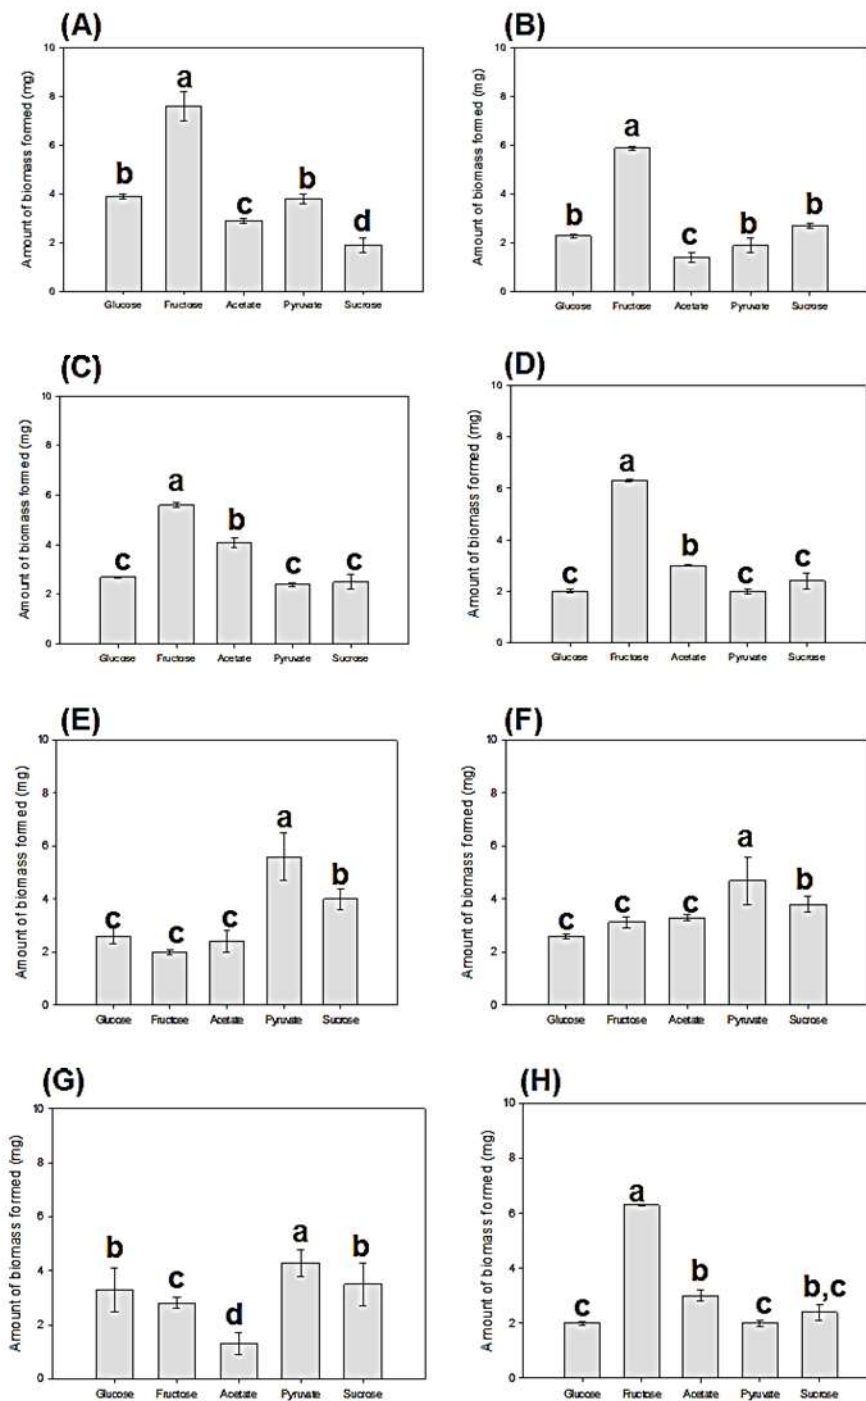 (A)
Amount of biomass formed (mg)
10
8
6
4
2
0
b
a
c
b
d
Glucose
Fructose
Acetate
Pyruvate
Sucrose
(B)
Amount of biomass formed (mg)
10
8
6
4
2
0
b
a
c
b
b
Glucose
Fructose
Acetate
Pyruvate
Sucrose
(C)
Amount of biomass formed (mg)
10
8
6
4
2
0
c
a
b
c
c
Glucose
Fructose
Acetate
Pyruvate
Sucrose
(D)
Amount of biomass formed (mg)
10
8
6
4
2
0
c
a
b
c
c
Glucose
Fructose
Acetate
Pyruvate
Sucrose
(E)
Amount of biomass formed (mg)
10
8
6
4
2
0
c
c
c
a
b
Glucose
Fructose
Acetate
Pyruvate
Sucrose
(F)
Amount of biomass formed (mg)
10
8
6
4
2
0
c
c
c
a
b
Glucose
Fructose
Acetate
Pyruvate
Sucrose
(G)
Amount of biomass formed (mg)
10
8
6
4
2
0
b
c
d
a
b
Glucose
Fructose
Acetate
Pyruvate
Sucrose
(H)
Amount of biomass formed (mg)
10
8
6
4
2
0
c
a
b
c
b,c
Glucose
Fructose
Acetate
Pyruvate
Sucrose